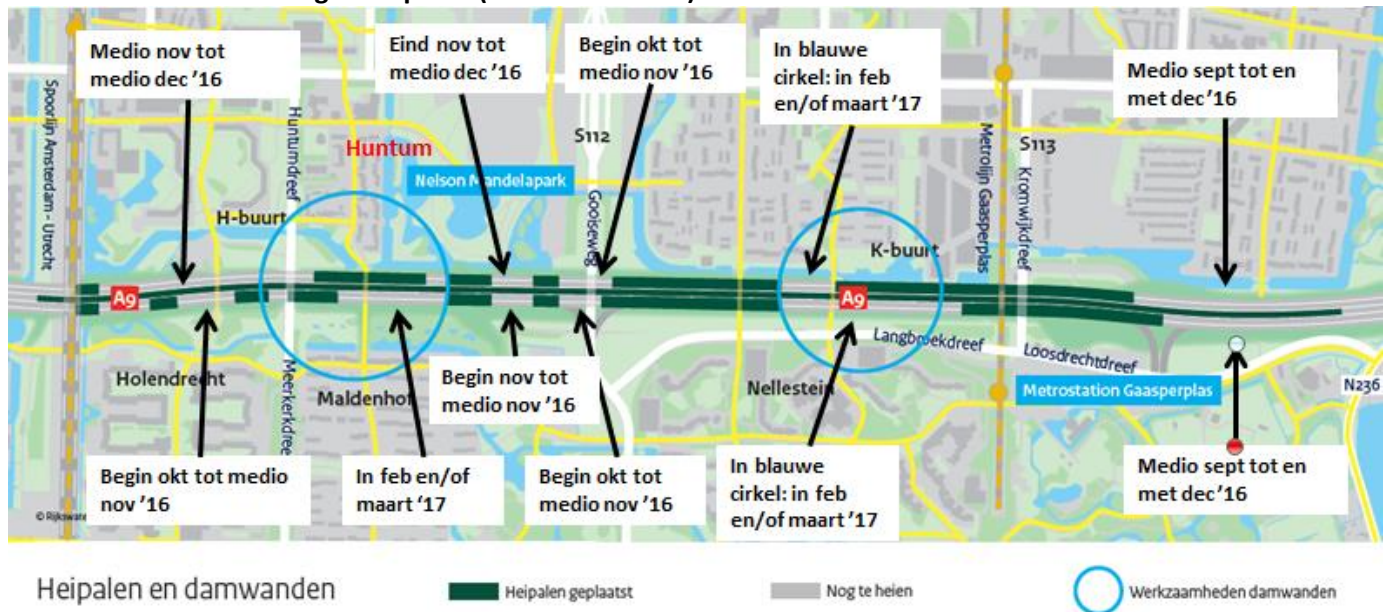 Medio nov tot
medio dec '16
Eind nov tot
medio dec '16
Begin okt tot
medio nov '16
In blauwe
cirkel: in feb
en/of maart '17
Medio sept tot en
met dec '16
Spoorlijn Amsterdam - Utrecht
Huntumdreef
Huntum
Nelson Mandelapark
S112
Gooiseweg
Metrolijn Gaasperplas
S113
Kromwijkdreef
H-buurt
K-buurt
A9
A9
Holendrecht
Meerkerkdree
Maldenhof
Begin nov tot
medio nov '16
Nellestein
Langbroekdreef
Loosdrechtdreef
Metrostation Gaasperplas
N236
Begin okt tot medio
nov '16
In feb en/of
maart '17
Begin okt tot
medio nov '16
In blauwe
cirkel: in feb
en/of maart '17
Medio sept tot en
met dec '16
© Rijkswate
Heipalen en damwanden
Heipalen geplaatst
Nog te heien
Werkzaamheden damwanden